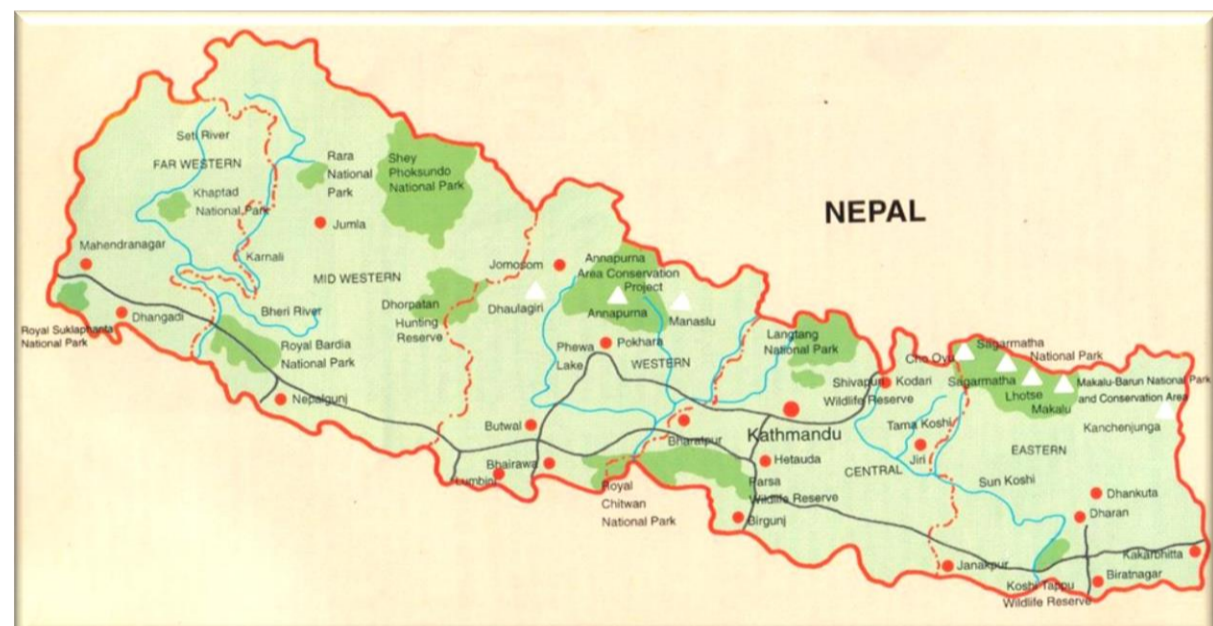 NEPAL
Seti River
FAR WESTERN
Khaptad
National Park
Rara
National
Park
Shey
Phoksundo
National Park
Jumla
Mahendranagar
Karnali
MID WESTERN
Dhangadi
Royal Suklaphanta
National Park
Bheri River
Royal Bardia
National Park
Nepalgunj
Dhorpatan
Hunting
Reserve
Jomosom
Dhaulagiri
Annapurna
Area Conservation
Project
Annapurna
Manaslu
Phewa
Lake
Pokhara
WESTERN
Butwal
Bhairawa
Lumbini
Bharatpur
Royal
Chitwan
National Park
Langtang
National Park
Shivapuri
Wildlife Reserve
Kodari
Kathmandu
Hetauda
Parsa
Wildlife Reserve
Birgunj
CENTRAL
Tama Koshi
Jiri
Cho Oyu
Sagarmatha
National Park
Sagarmatha
Lhotse
Makalu
Makalu-Barun National Park
and Conservation Area
Kanchenjunga
EASTERN
Sun Koshi
Dhankuta
Dharan
Janakpur
Koshi Tappu
Wildlife Reserve
Kakarbhitta
Biratnagar